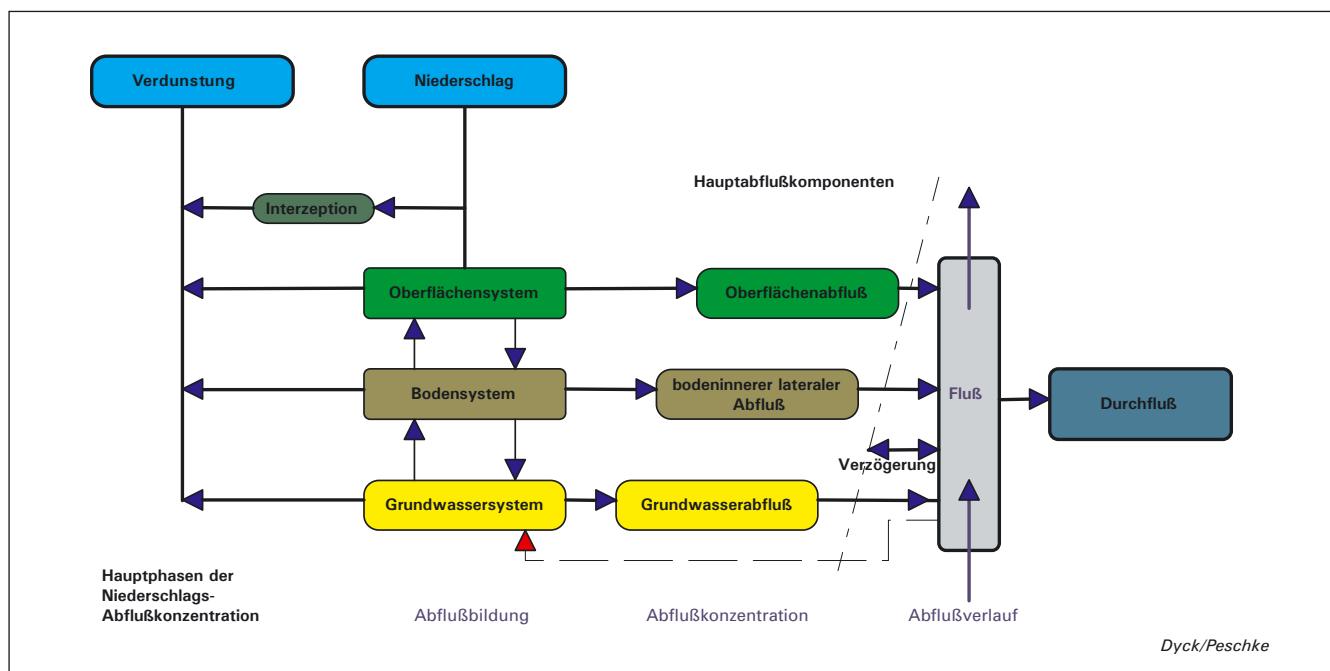 Verdunstung
Niederschlag
Hauptabflußkomponenten
Interzeption
Oberflächensystem
Oberflächenabfluß
Bodensystem
bodeninnerer lateraler
Abfluß
Fluß
Durchfluß
Verzögerung
Grundwassersystem
Grundwasserabfluß
Hauptphasen der
Niederschlags-
Abflußkonzentration
Abflußbildung
Abflußkonzentration
Abflußverlauf
Dyck/Peschke